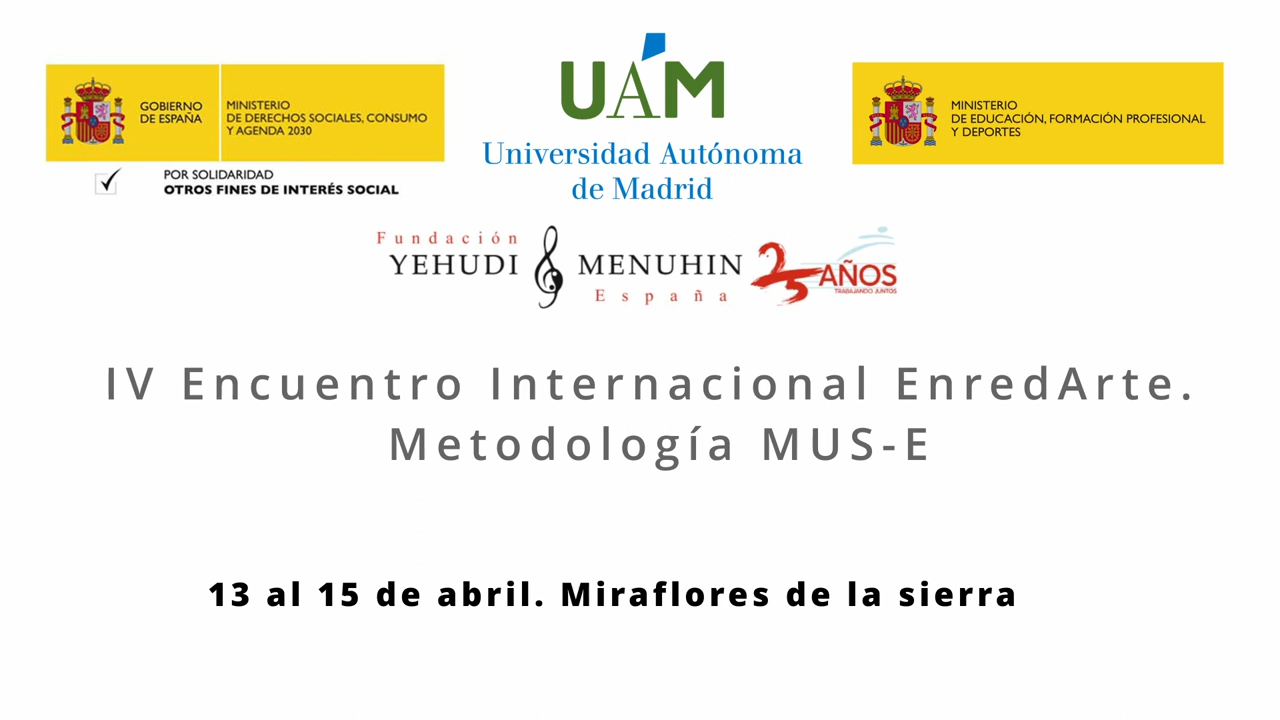 GOBIERNO
DE ESPAÑA
MINISTERIO
DE DERECHOS SOCIALES, CONSUMO
Y AGENDA 2030
POR SOLIDARIDAD
OTROS FINES DE INTERÉS SOCIAL
UAM
Universidad Autónoma
de Madrid
MINISTERIO
DE EDUCACIÓN, FORMACIÓN PROFESIONAL
Y DEPORTES
Fundación
YEHUDI MENUHIN
España
25 AÑOS
TRABAJANDO JUNTOS
IV Encuentro Internacional EnredArte.
Metodología MUS-E
13 al 15 de abril. Miraflores de la sierra